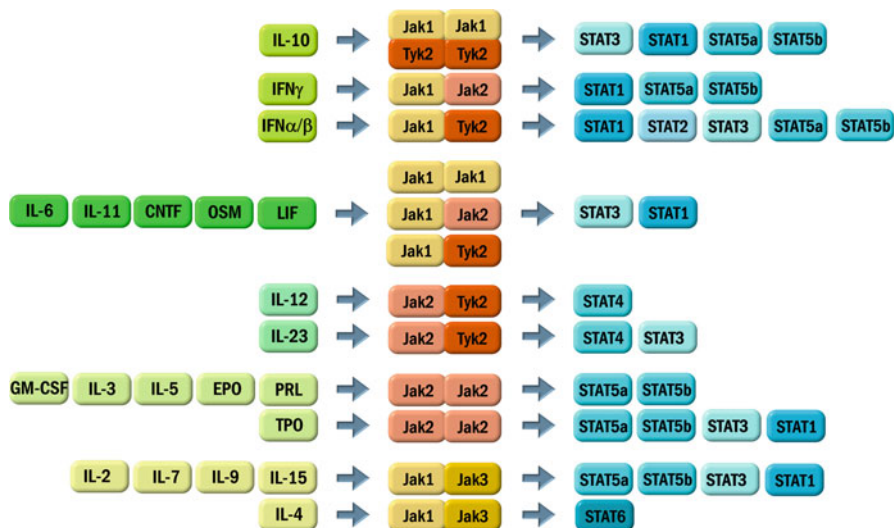 Jak1 Jak1
IL-10 STAT3 STAT1 STAT5a STAT5b
Tyk2 Tyk2
IFNγ Jak1 Jak2 STAT1 STAT5a STAT5b
IFNα/β Jak1 Tyk2 STAT1 STAT2 STAT3 STAT5a STAT5b
Jak1 Jak1
IL-6 IL-11 CNTF OSM LIF Jak1 Jak2 STAT3 STAT1
Jak1 Tyk2
IL-12 Jak2 Tyk2 STAT4
IL-23 Jak2 Tyk2 STAT4 STAT3
GM-CSF IL-3 IL-5 EPO PRL Jak2 Jak2 STAT5a STAT5b
TPO Jak2 Jak2 STAT5a STAT5b STAT3 STAT1
IL-2 IL-7 IL-9 IL-15 Jak1 Jak3 STAT5a STAT5b STAT3 STAT1
IL-4 Jak1 Jak3 STAT6